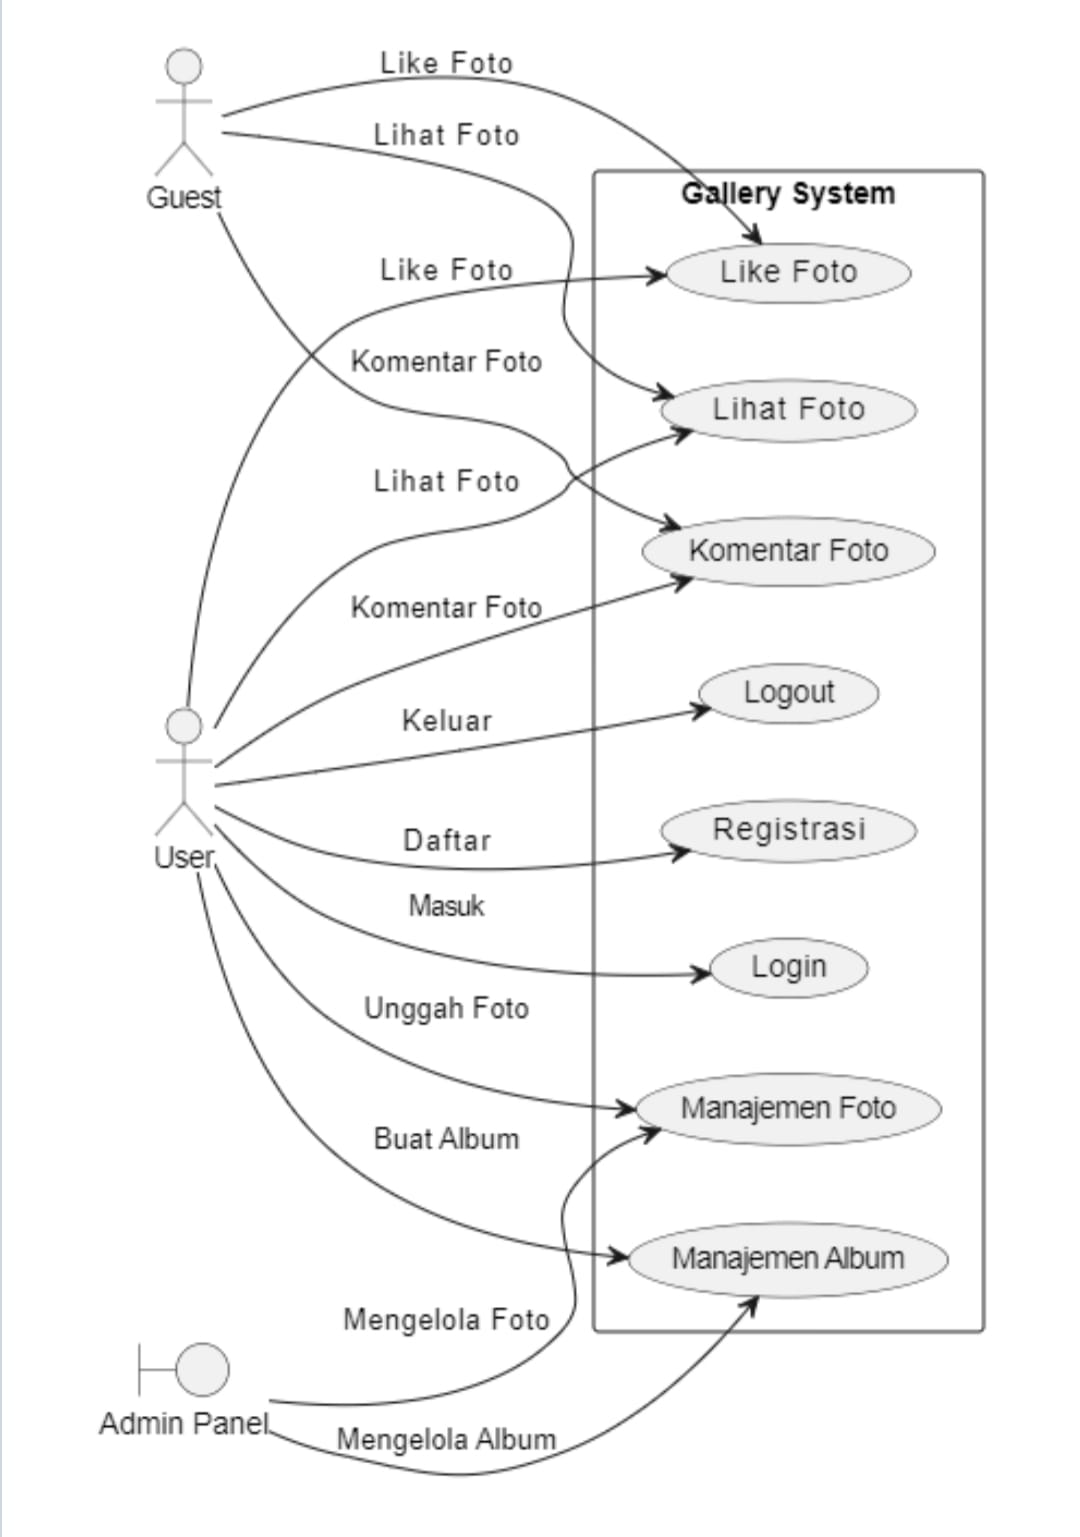 Like Foto
Lihat Foto
Guest
Gallery System
Like Foto
Like Foto
Komentar Foto
Lihat Foto
Lihat Foto
Komentar Foto
Komentar Foto
Logout
Keluar
Registrasi
Daftar
User
Masuk
Login
Unggah Foto
Manajemen Foto
Buat Album
Manajemen Album
Mengelola Foto
Admin Panel
Mengelola Album